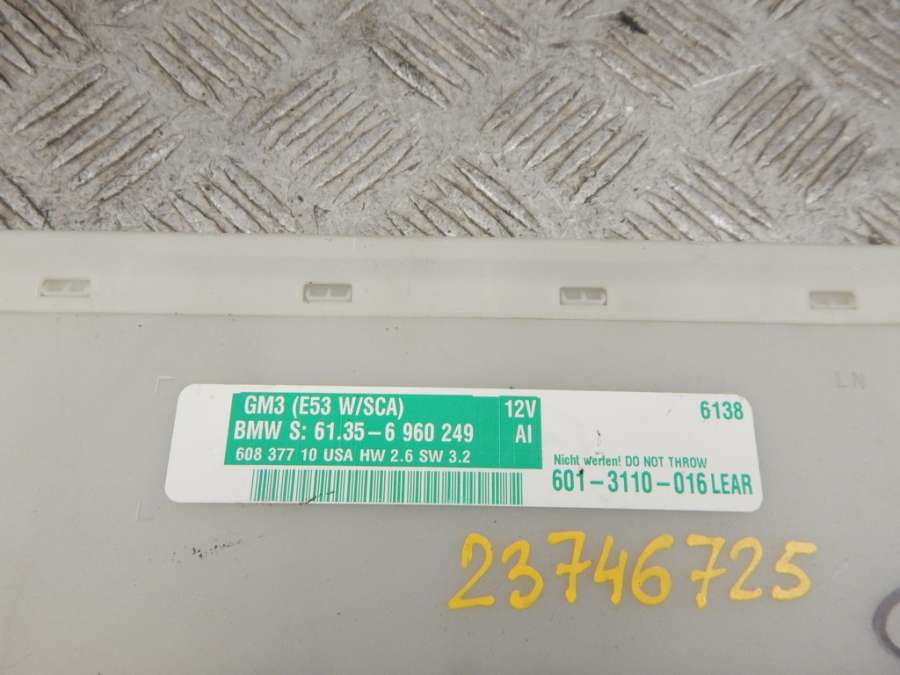 LN
GM3 (E53 W/SCA) 12V 6138
BMW S: 61.35-6 960 249 AI
608 377 10 USA HW 2.6 SW 3.2
Nicht werfen! DO NOT THROW
601-3110-016 LEAR
23746725